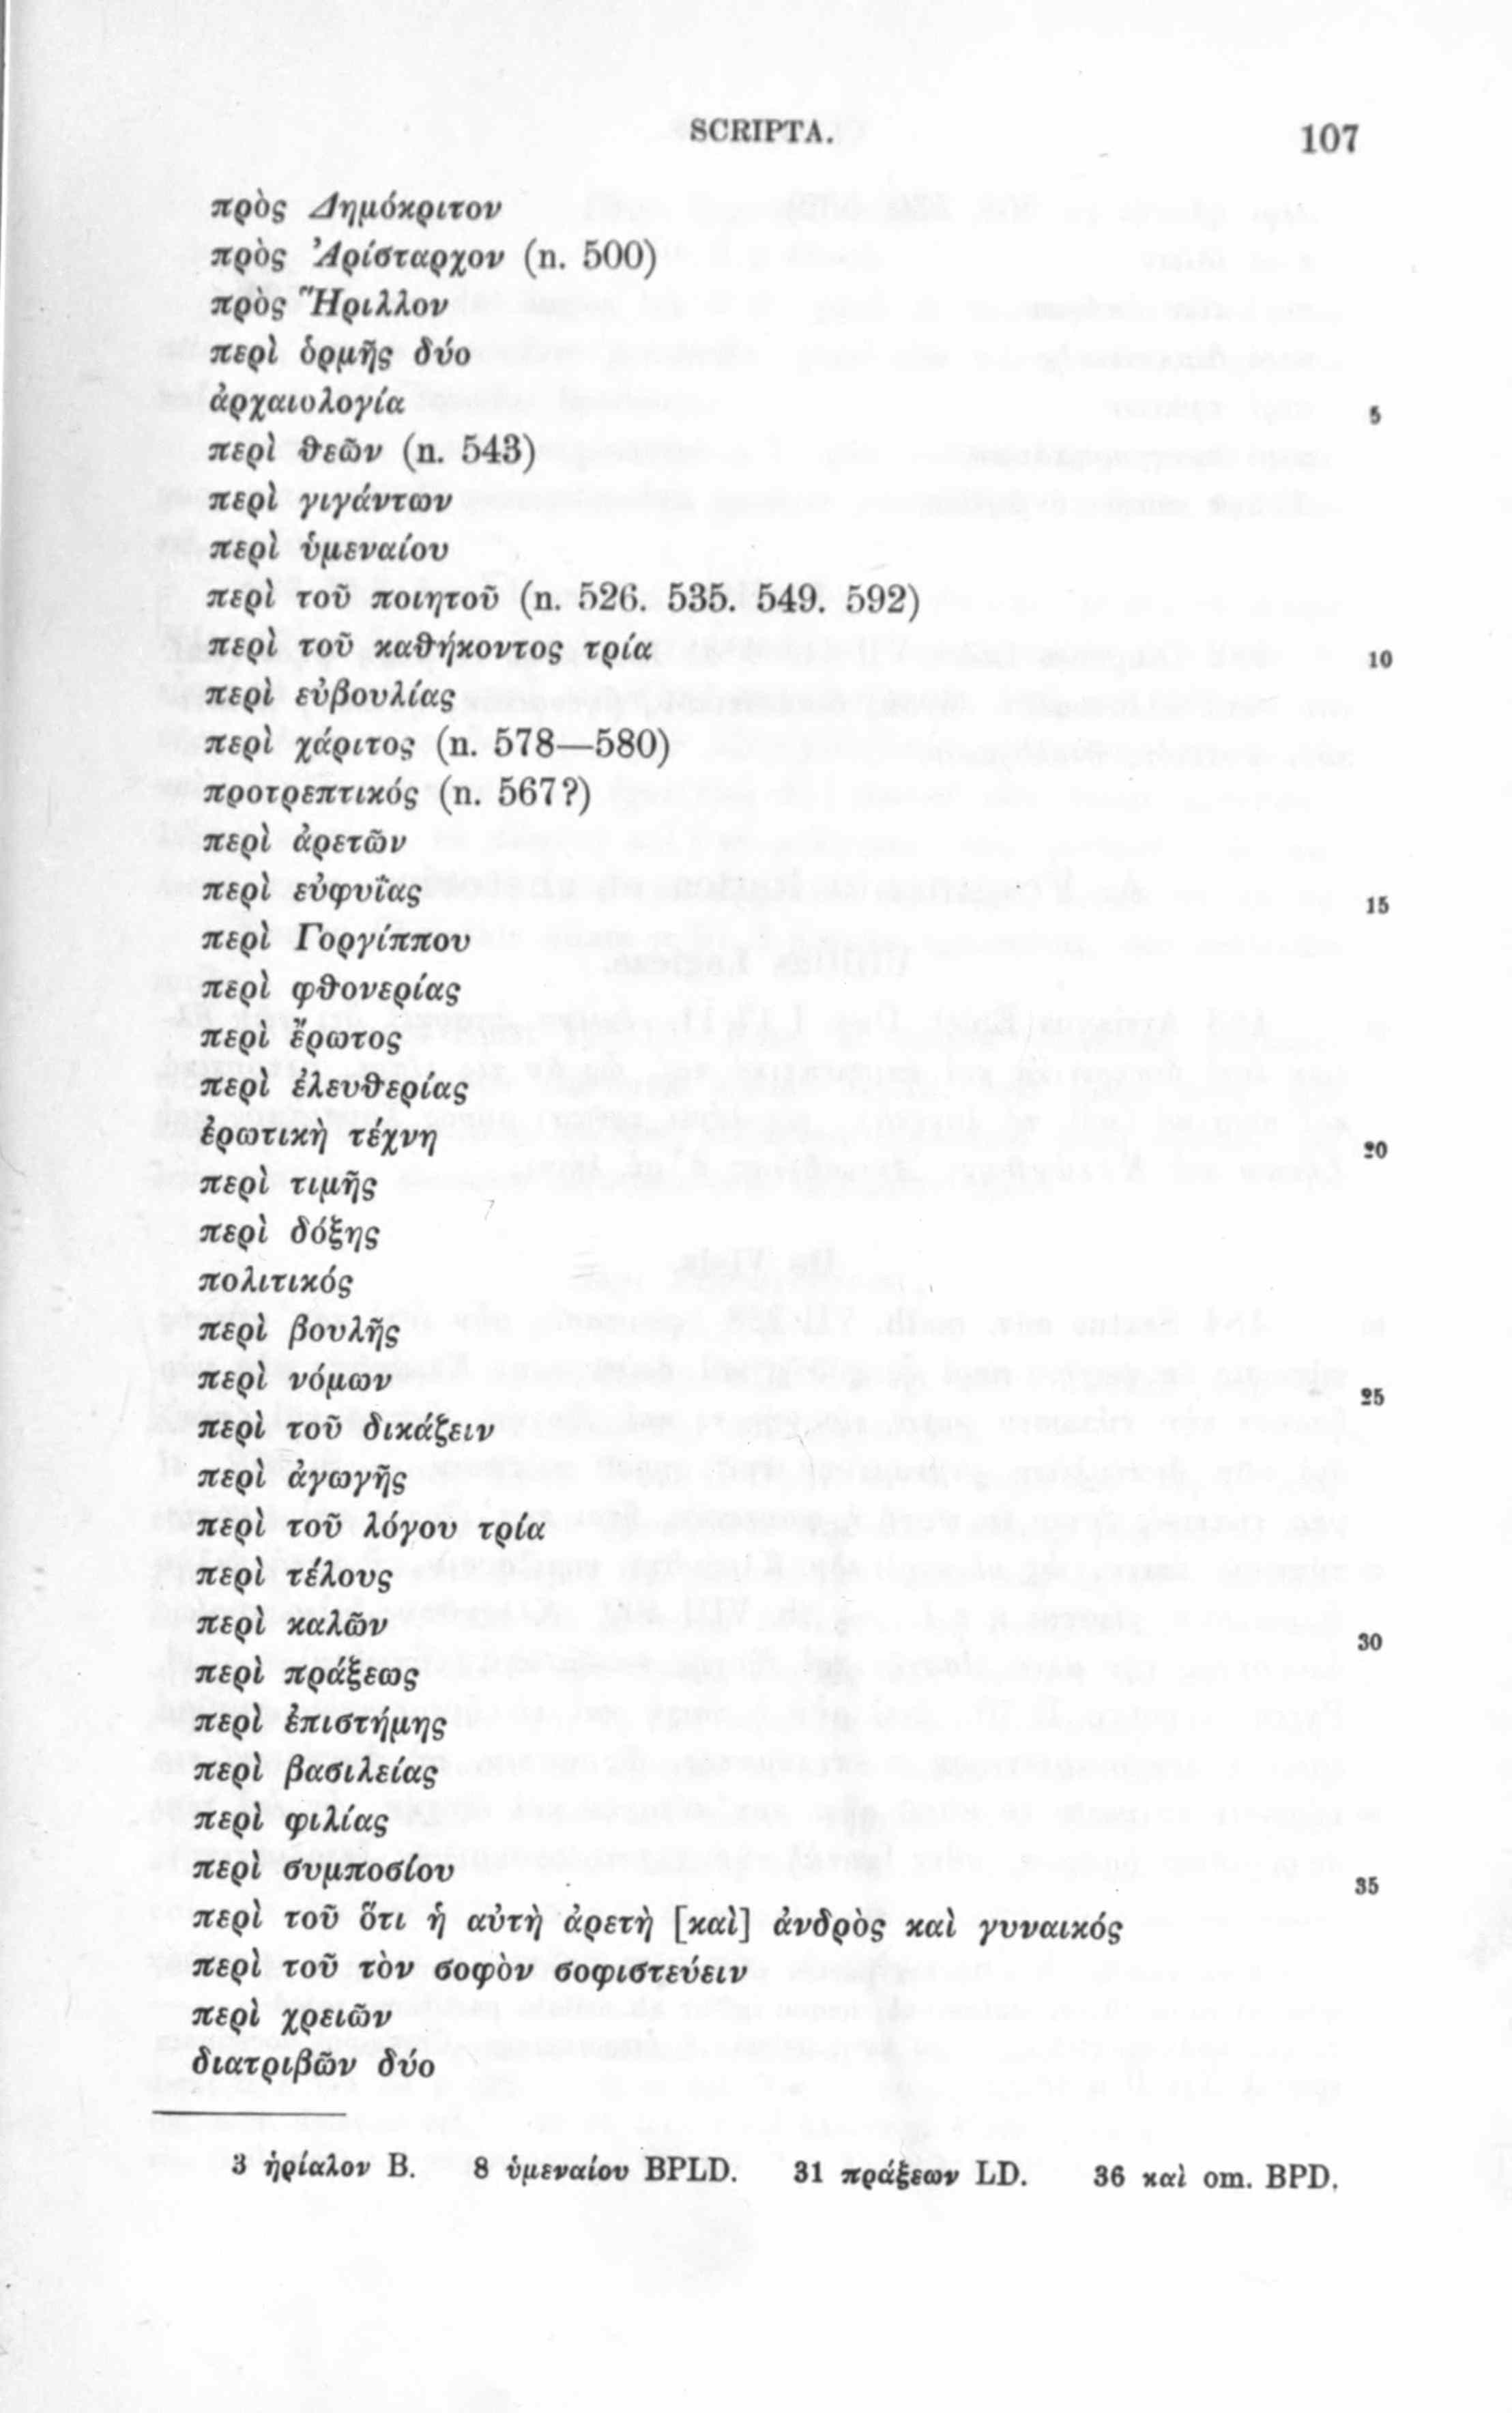 SCRIPTA. 107
πρὸς Δημόκριτον
πρὸς Ἀρίσταρχον (n. 500)
πρὸς Ἥριλλον
περὶ ὁρμῆς δύο
ἀρχαιολογία 5
περὶ θεῶν (n. 543)
περὶ γιγάντων
περὶ ὑμεναίου
περὶ τοῦ ποιητοῦ (n. 526. 535. 549. 592)
περὶ τοῦ καθήκοντος τρία 10
περὶ εὐβουλίας
περὶ χάριτος (n. 578—580)
προτρεπτικός (n. 567?)
περὶ ἀρετῶν
περὶ εὐφυΐας 15
περὶ Γοργίππου
περὶ φθονερίας
περὶ ἔρωτος
περὶ ἐλευθερίας
ἐρωτικὴ τέχνη 20
περὶ τιμῆς
περὶ δόξης
πολιτικός
περὶ βουλῆς
περὶ νόμων 25
περὶ τοῦ δικάζειν
περὶ ἀγωγῆς
περὶ τοῦ λόγου τρία
περὶ τέλους
περὶ καλῶν 30
περὶ πράξεως
περὶ ἐπιστήμης
περὶ βασιλείας
περὶ φιλίας
περὶ συμποσίου 35
περὶ τοῦ ὅτι ἡ αὐτὴ ἀρετὴ [καὶ] ἀνδρὸς καὶ γυναικός
περὶ τοῦ τὸν σοφὸν σοφιστεύειν
περὶ χρειῶν
διατριβῶν δύο
3 ἡρίαλον B. 8 ὑμεναίου BPLD. 31 πράξεων LD. 36 καὶ om. BPD.